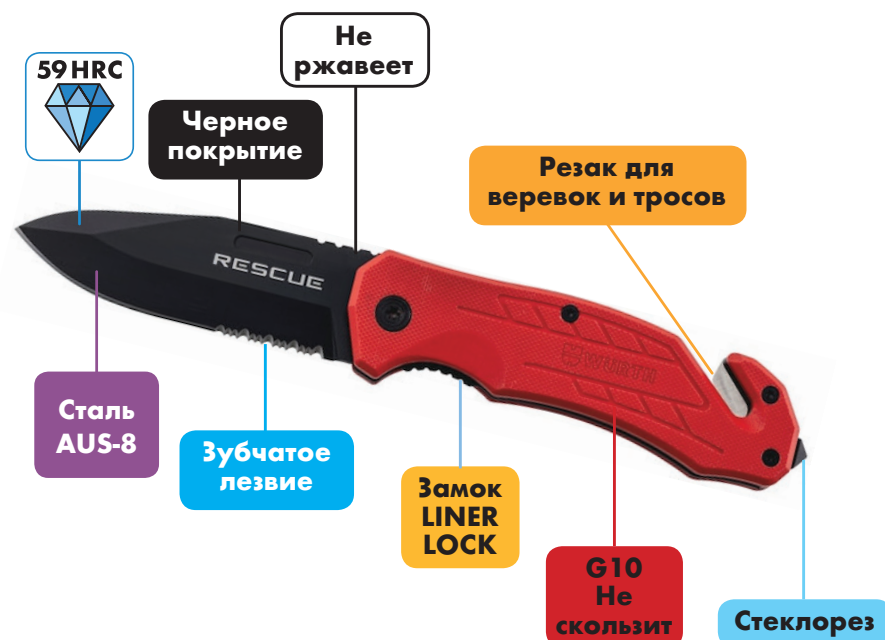 Не
ржавеет
59 HRC
Черное
покрытие
Резак для
веревок и тросов
RESCUE
WÜRTH
Сталь
AUS-8
Зубчатое
лезвие
Замок
LINER
LOCK
G10
Не
скользит
Стеклорез